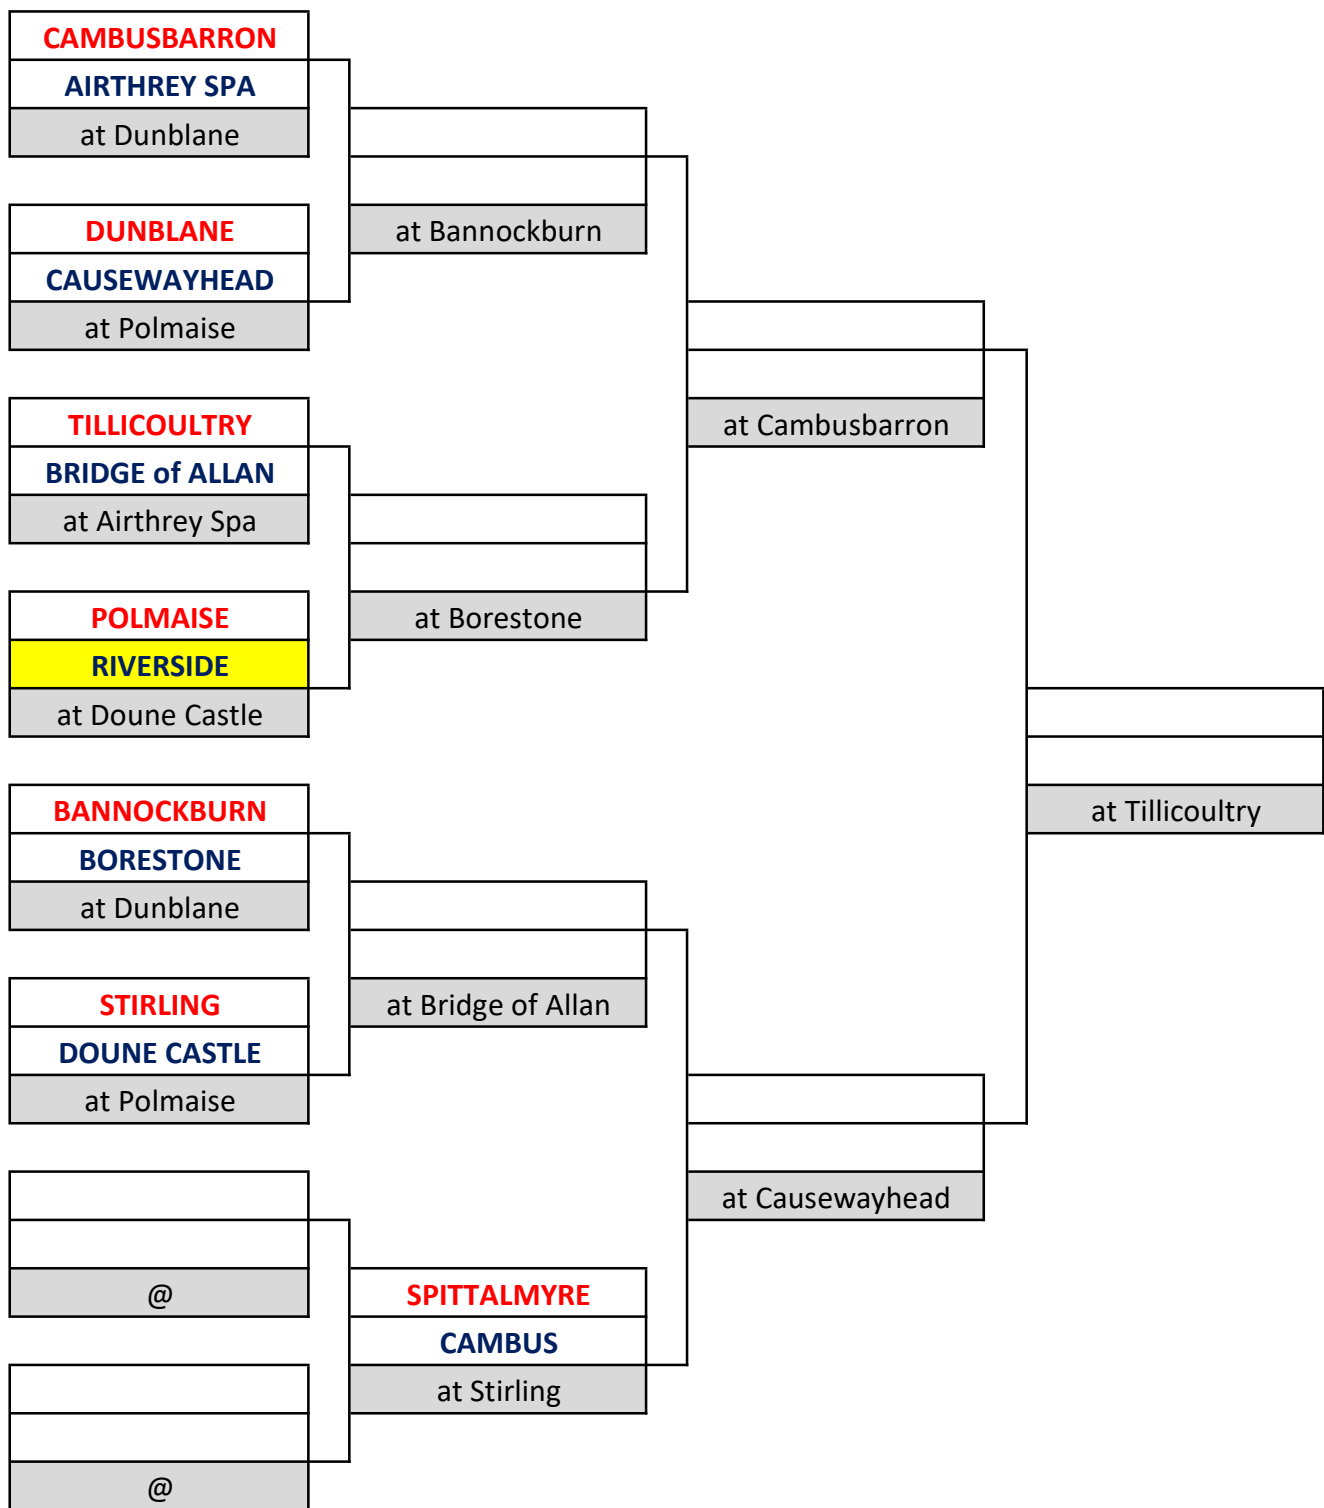 CAMBUSBARRON
AIRTHREY SPA
at Dunblane
DUNBLANE
CAUSEWAYHEAD
at Polmaise
TILLICOULTRY
BRIDGE of ALLAN
at Airthrey Spa
POLMAISE
RIVERSIDE
at Doune Castle
BANNOCKBURN
BORESTONE
at Dunblane
STIRLING
DOUNE CASTLE
at Polmaise
@
@
at Bannockburn
at Borestone
at Bridge of Allan
SPITTALMYRE
CAMBUS
at Stirling
at Cambusbarron
at Causewayhead
at Tillicoultry